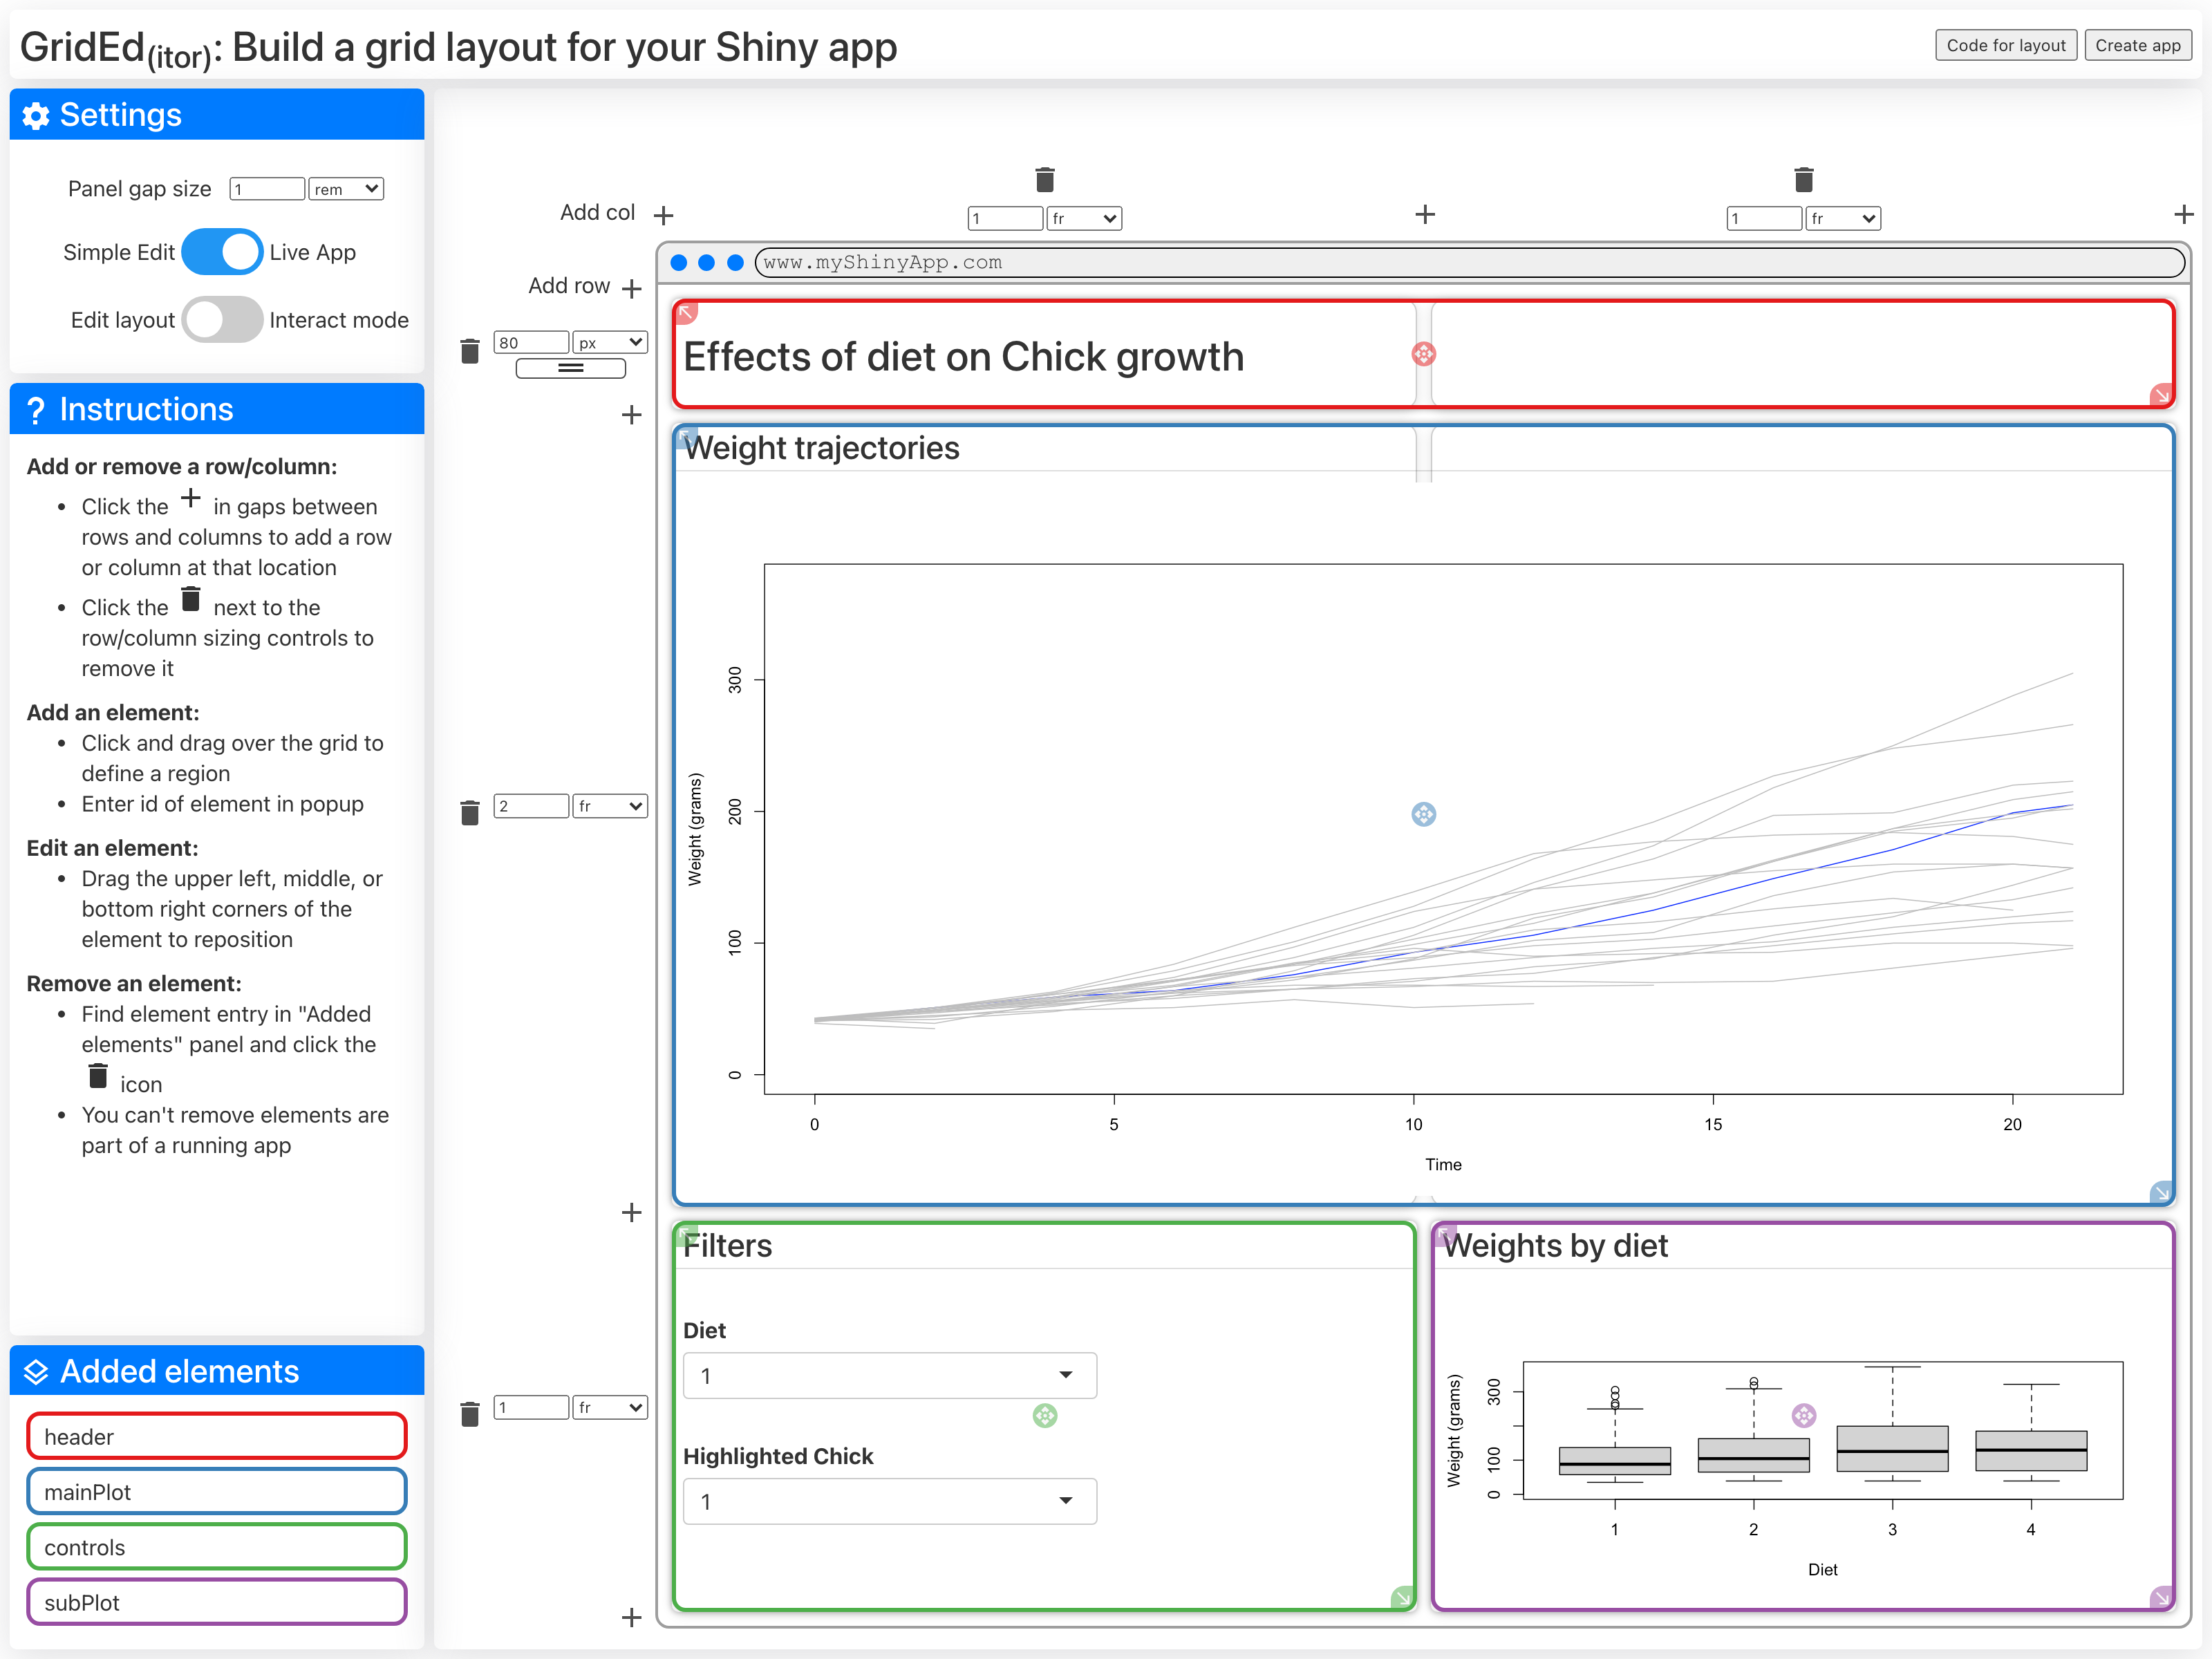 GridEd(itor): Build a grid layout for your Shiny app
Code for layout
Create app
Settings
Panel gap size 1 rem
Simple Edit Live App
Edit layout Interact mode
Instructions
Add or remove a row/column:
• Click the + in gaps between
rows and columns to add a row
or column at that location
• Click the next to the
row/column sizing controls to
remove it
Add an element:
• Click and drag over the grid to
define a region
• Enter id of element in popup
Edit an element:
• Drag the upper left, middle, or
bottom right corners of the
element to reposition
Remove an element:
• Find element entry in "Added
elements" panel and click the
icon
• You can't remove elements are
part of a running app
Added elements
header
mainPlot
controls
subPlot
Add col + 1 fr + 1 fr +
www.myShinyApp.com
Add row +
80 px
+
2 fr
+
1 fr
+
Effects of diet on Chick growth
Weight trajectories
Weight (grams)
300
200
100
0
0 5 10 15 20
Time
Filters
Diet
1
Highlighted Chick
1
Weights by diet
Weight (grams)
300
100
0
1 2 3 4
Diet